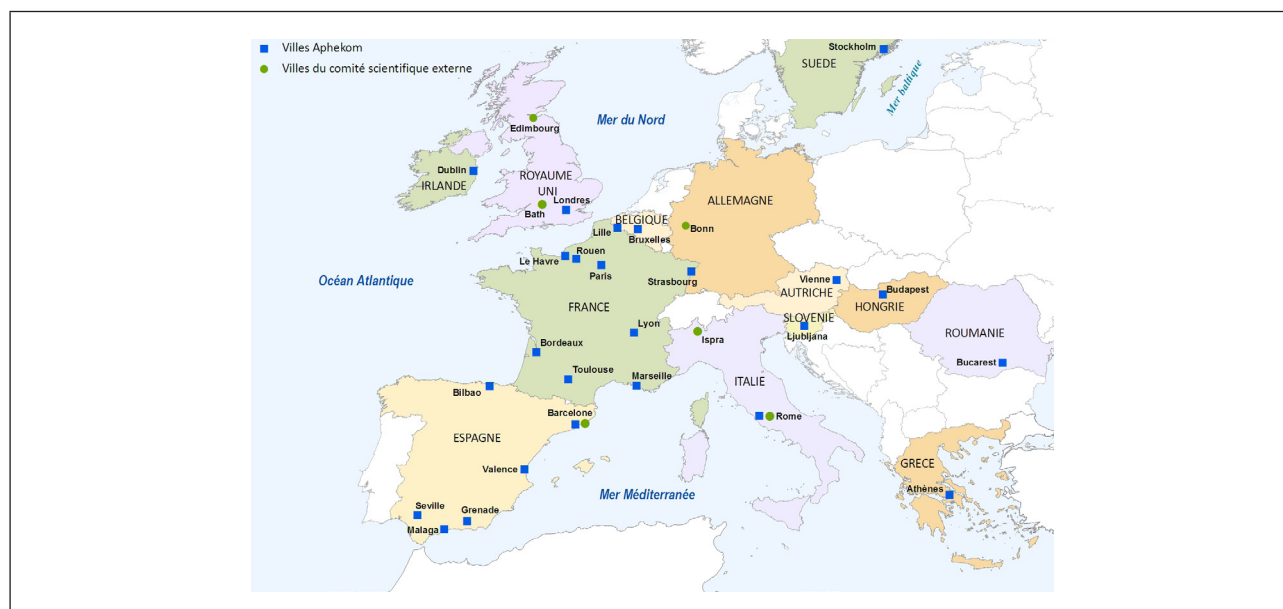 Villes Aphekom
Villes du comité scientifique externe
Stockholm
SUEDE
Mer baltique
Mer du Nord
Edimbourg
Dublin
IRLANDE
ROYAUME
UNI
Londres
Bath
ALLEMAGNE
BELGIQUE
Lille
Bruxelles
Bonn
Rouen
Le Havre
Paris
Océan Atlantique
Strasbourg
Vienne
AUTRICHE
Budapest
HONGRIE
FRANCE
SLOVENIE
Ljubljana
Lyon
Ispra
ROUMANIE
Bordeaux
Bucarest
Toulouse
Marseille
ITALIE
Bilbao
Barcelone
Rome
ESPAGNE
GRECE
Valence
Athènes
Mer Méditerranée
Seville
Grenade
Malaga